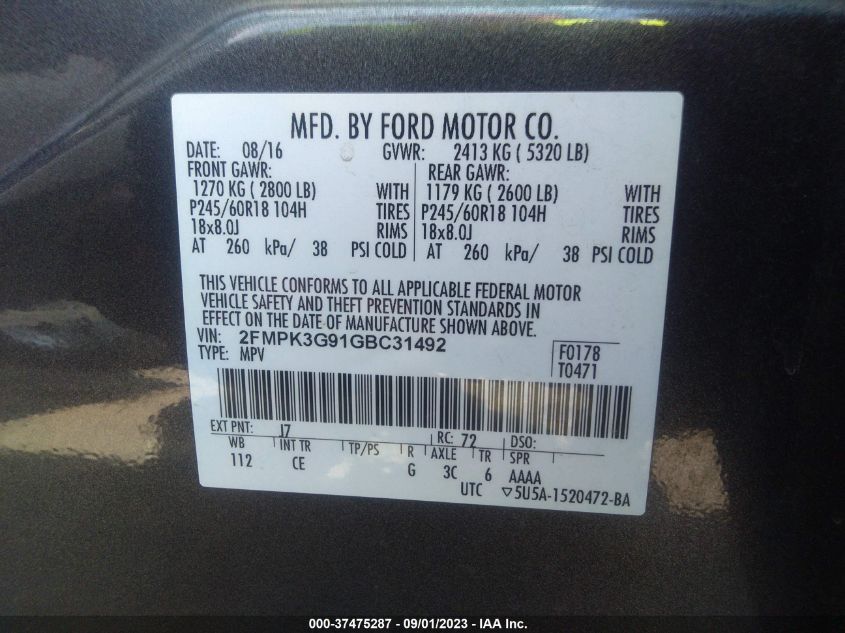 MFD. BY FORD MOTOR CO.
DATE: 08/16 GVWR: 2413 KG ( 5320 LB)
FRONT GAWR: REAR GAWR:
1270 KG ( 2800 LB) WITH 1179 KG ( 2600 LB) WITH
P245/60R18 104H TIRES P245/60R18 104H TIRES
18x8.0J RIMS 18x8.0J RIMS
AT 260 kPa/ 38 PSI COLD AT 260 kPa/ 38 PSI COLD
THIS VEHICLE CONFORMS TO ALL APPLICABLE FEDERAL MOTOR
VEHICLE SAFETY AND THEFT PREVENTION STANDARDS IN
EFFECT ON THE DATE OF MANUFACTURE SHOWN ABOVE.
VIN: 2FMPK3G91GBC31492 F0178
TYPE: MPV T0471
EXT PNT: J7 RC: 72 DSO:
WB INT TR TP/PS R AXLE TR SPR
112 CE G 3C 6 AAAA
UTC ▽5U5A-1520472-BA
000-37475287 - 09/01/2023 - IAA Inc.